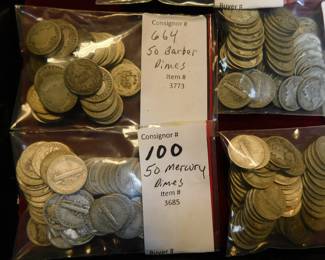 Buyer #
Consignor #
664
50 Barber
Dimes
Item #
3773
Consignor #
100
50 Mercury
Dimes
Item #
3685
Buyer #